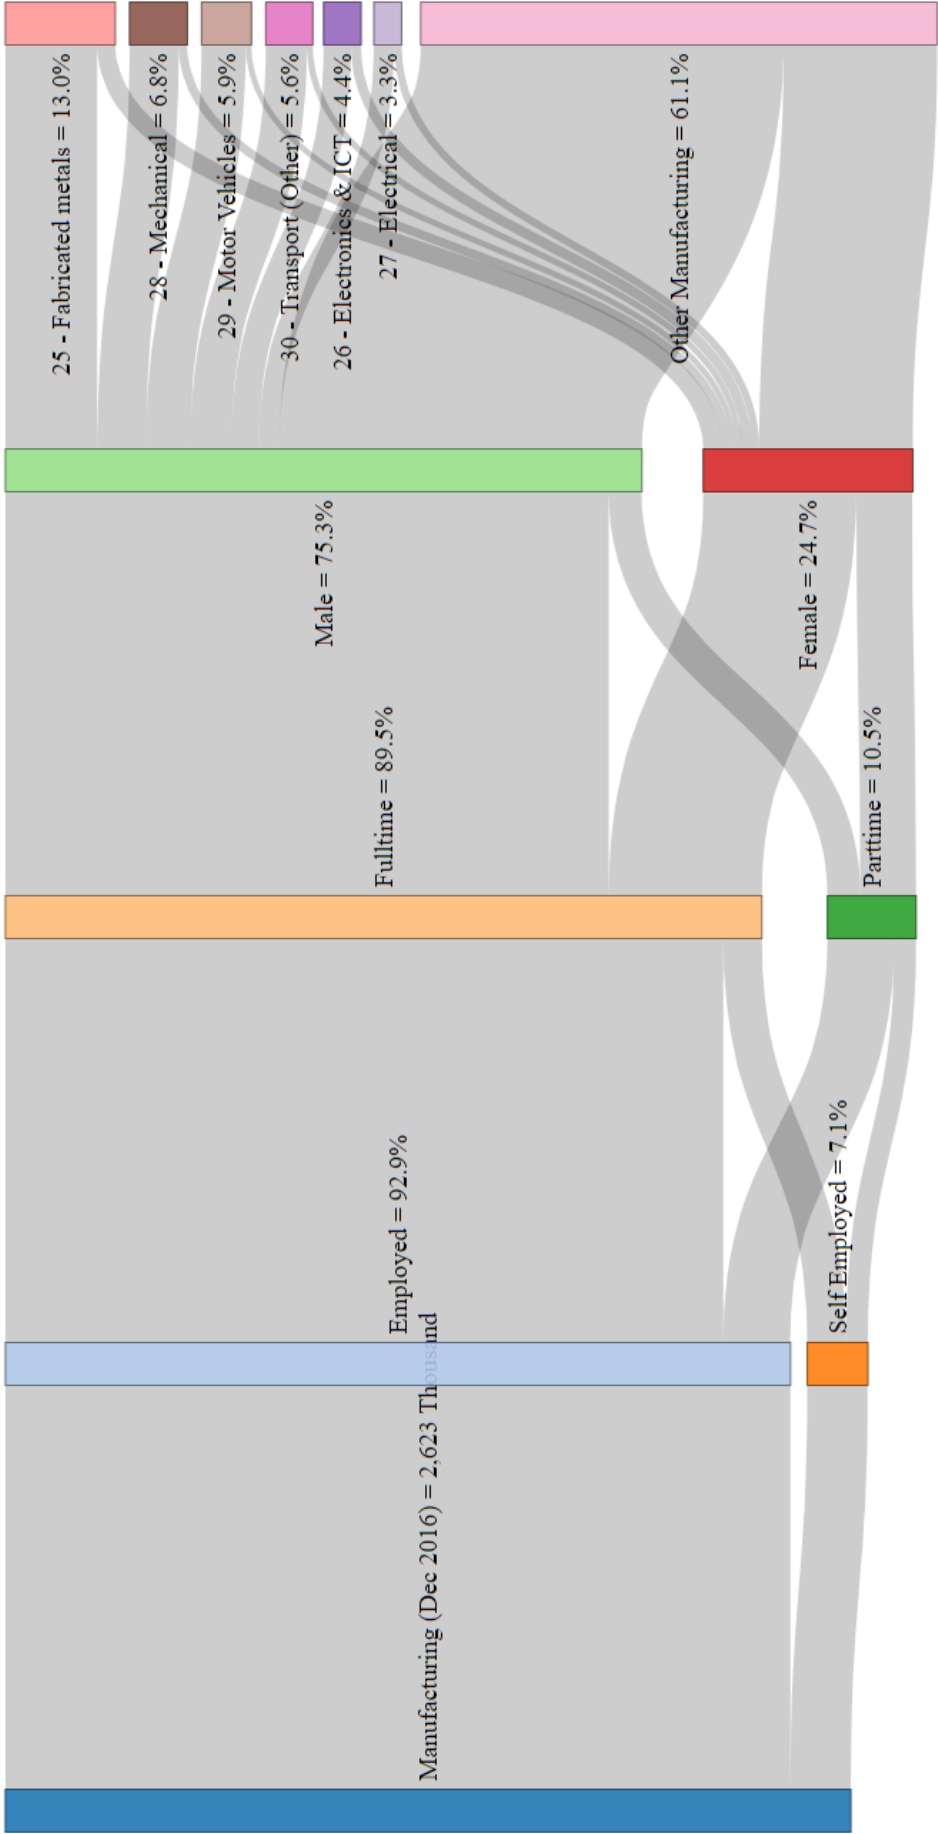 Manufacturing (Dec 2016) = 2,623 Thousand
Employed = 92.9%
Self Employed = 7.1%
Fulltime = 89.5%
Parttime = 10.5%
Male = 75.3%
Female = 24.7%
25 - Fabricated metals = 13.0%
28 - Mechanical = 6.8%
29 - Motor Vehicles = 5.9%
30 - Transport (Other) = 5.6%
26 - Electronics & ICT = 4.4%
27 - Electrical = 3.3%
Other Manufacturing = 61.1%